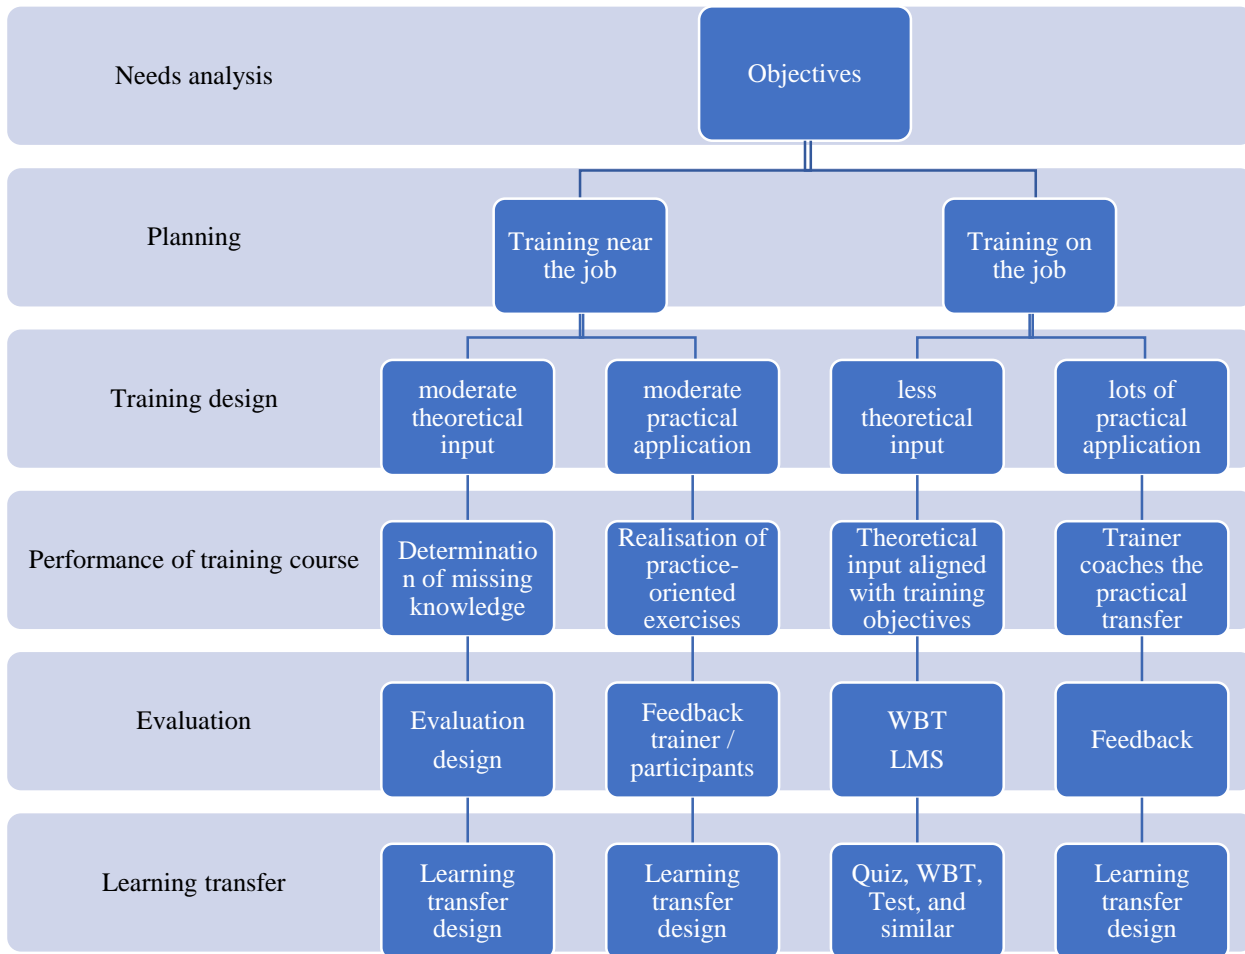 Needs analysis
Objectives
Planning
Training near
the job
Training on
the job
Training design
moderate
theoretical
input
moderate
practical
application
less
theoretical
input
lots of
practical
application
Performance of training course
Determinatio
n of missing
knowledge
Realisation of
practice-
oriented
exercises
Theoretical
input aligned
with training
objectives
Trainer
coaches the
practical
transfer
Evaluation
Evaluation
design
Feedback
trainer /
participants
WBT
LMS
Feedback
Learning transfer
Learning
transfer
design
Learning
transfer
design
Quiz, WBT,
Test, and
similar
Learning
transfer
design